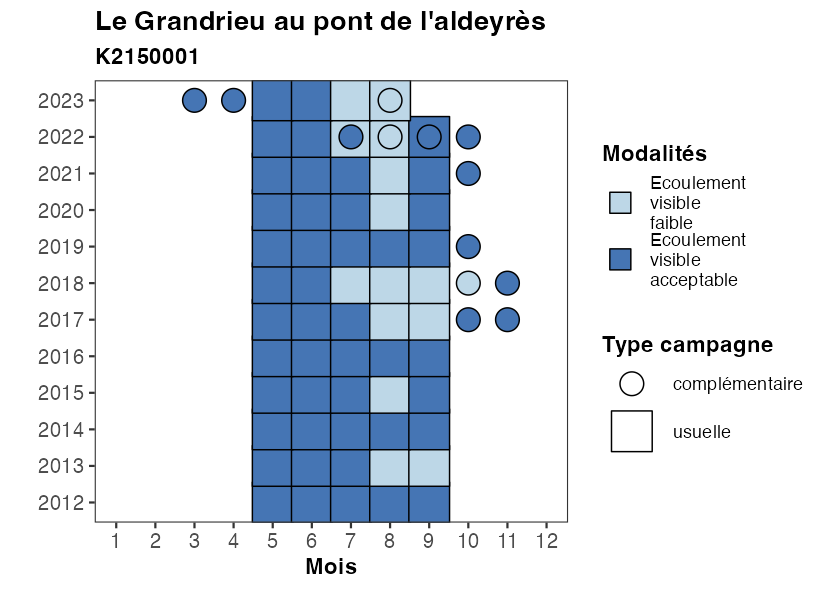 Le Grandrieu au pont de l'aldeyrès
K2150001
2023
2022
2021
2020
2019
2018
2017
2016
2015
2014
2013
2012
1 2 3 4 5 6 7 8 9 10 11 12
Mois
Modalités
Ecoulement
visible
faible
Ecoulement
visible
acceptable
Type campagne
complémentaire
usuelle